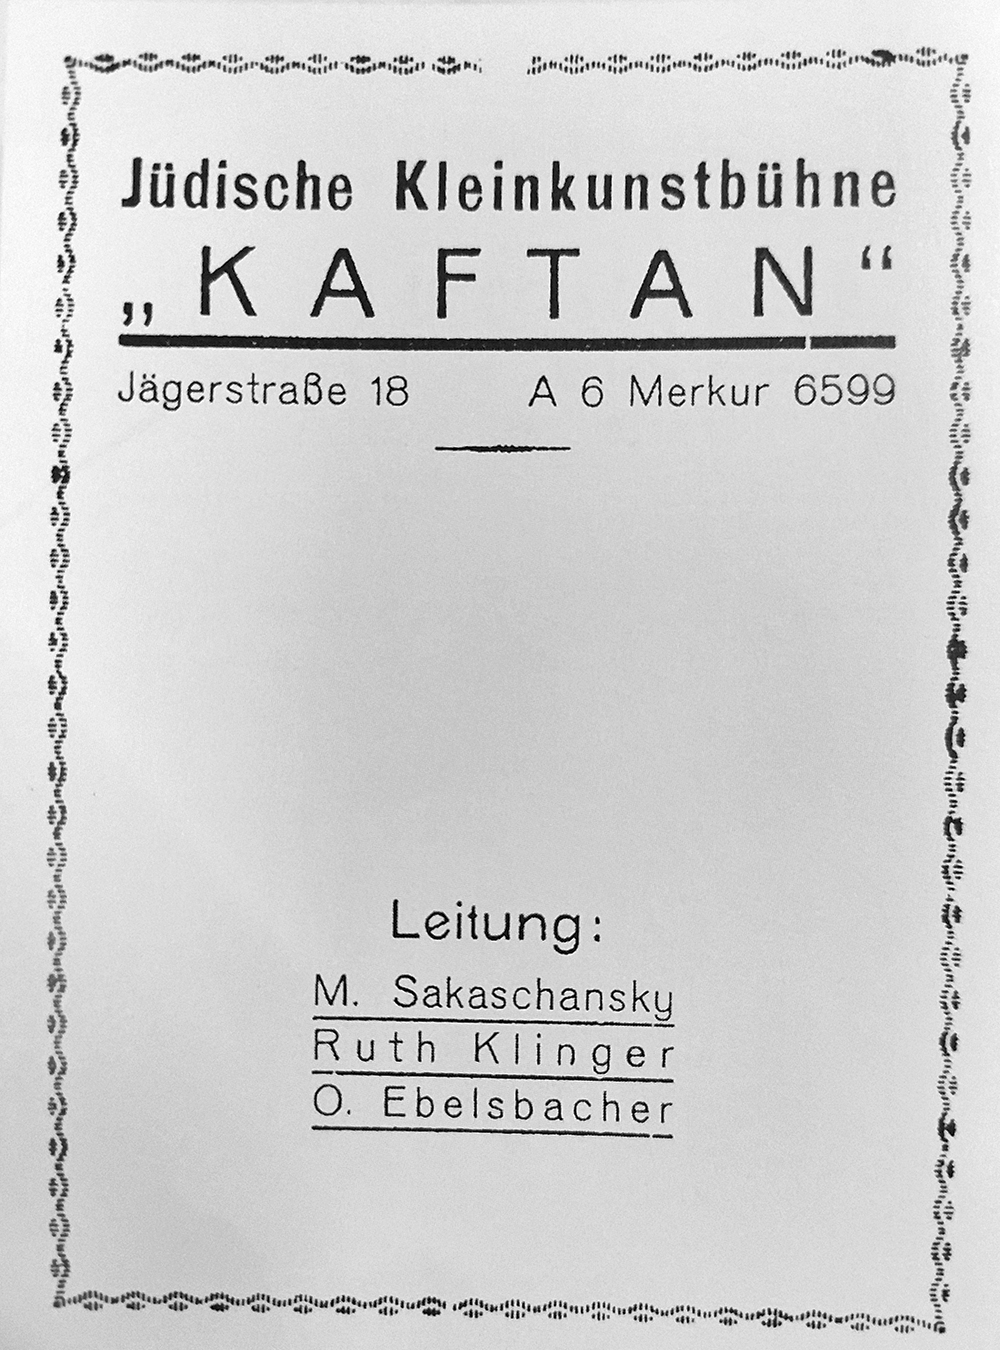 Jüdische Kleinkunstbühne
„KAFTAN“
Jägerstraße 18 A 6 Merkur 6599
Leitung:
M. Sakaschansky
Ruth Klinger
O. Ebelsbacher